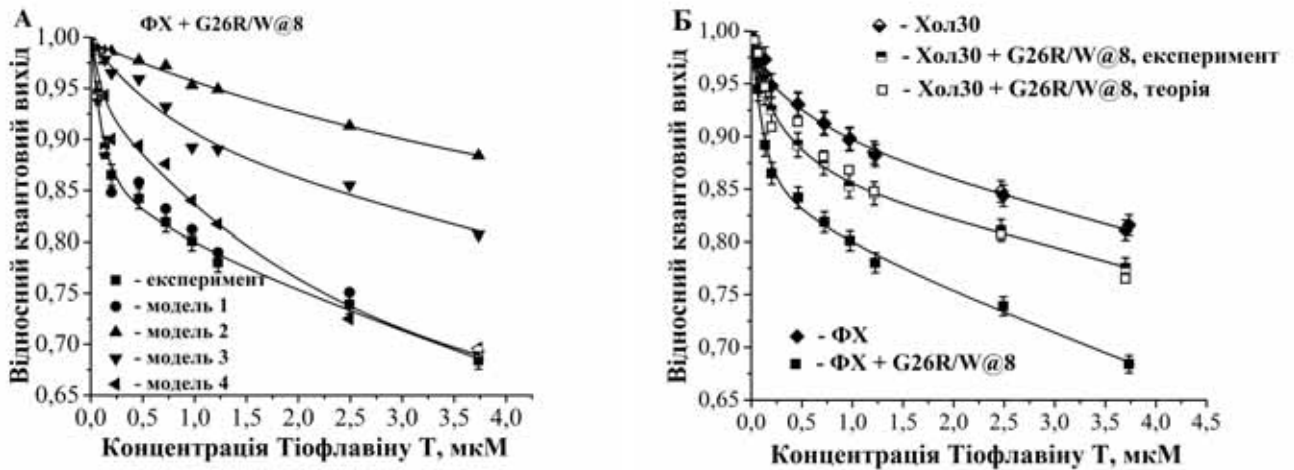 А
ФХ + G26R/W@8
Відносний квантовий вихід
1,00
0,95
0,90
0,85
0,80
0,75
0,70
0,65
- експеримент
- модель 1
- модель 2
- модель 3
- модель 4
0,0 0,5 1,0 1,5 2,0 2,5 3,0 3,5 4,0
Концентрація Тіофлавіну Т, мкМ
Б
Відносний квантовий вихід
1,00
0,95
0,90
0,85
0,80
0,75
0,70
0,65
- Хол30
- Хол30 + G26R/W@8, експеримент
- Хол30 + G26R/W@8, теорія
- ФХ
- ФХ + G26R/W@8
0,0 0,5 1,0 1,5 2,0 2,5 3,0 3,5 4,0 4,5
Концентрація Тіофлавіну Т, мкМ